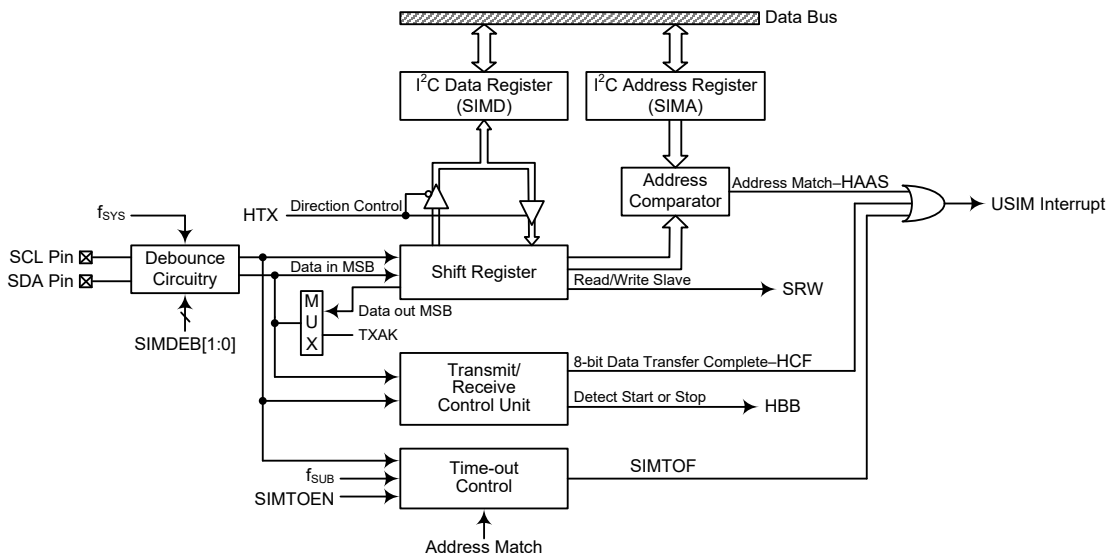 Data Bus
I²C Data Register
(SIMD)
I²C Address Register
(SIMA)
Address
Comparator
Address Match–HAAS
USIM Interrupt
HTX
Direction Control
fSYS
SCL Pin
SDA Pin
Debounce
Circuitry
SIMDEB[1:0]
Data in MSB
Shift Register
Read/Write Slave
SRW
M
U
X
Data out MSB
TXAK
Transmit/
Receive
Control Unit
8-bit Data Transfer Complete–HCF
Detect Start or Stop
HBB
fSUB
SIMTOEN
Time-out
Control
SIMTOF
Address Match